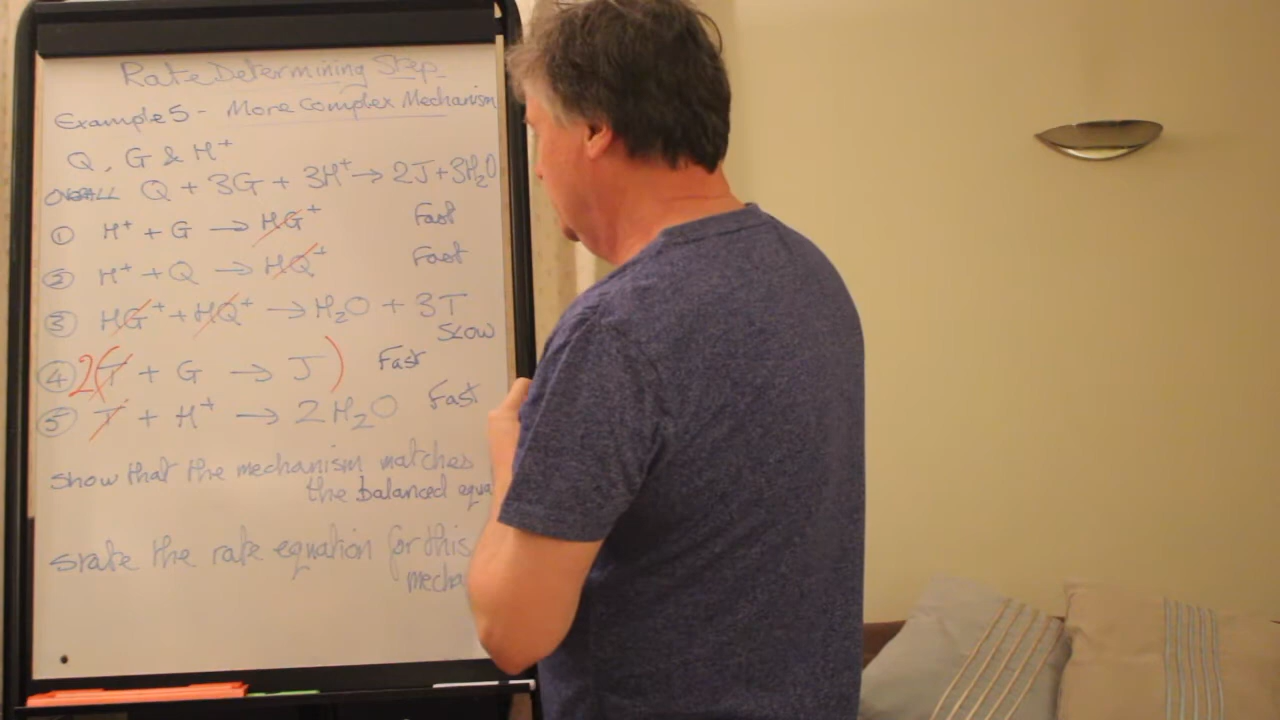 Rate Determining Step
Example 5 - More Complex Mechanism
Q, G & H⁺
OVERALL Q + 3G + 3H⁺ → 2J + 3H₂O
① H⁺ + G → HG⁺ Fast
② H⁺ + Q → HQ⁺ Fast
③ HG⁺ + HQ⁺ → H₂O + 3T
Slow
④ 2(T + G → J) Fast
⑤ T + H⁺ → 2H₂O Fast
Show that the mechanism matches
the balanced equa
State the rate equation for this
mecha